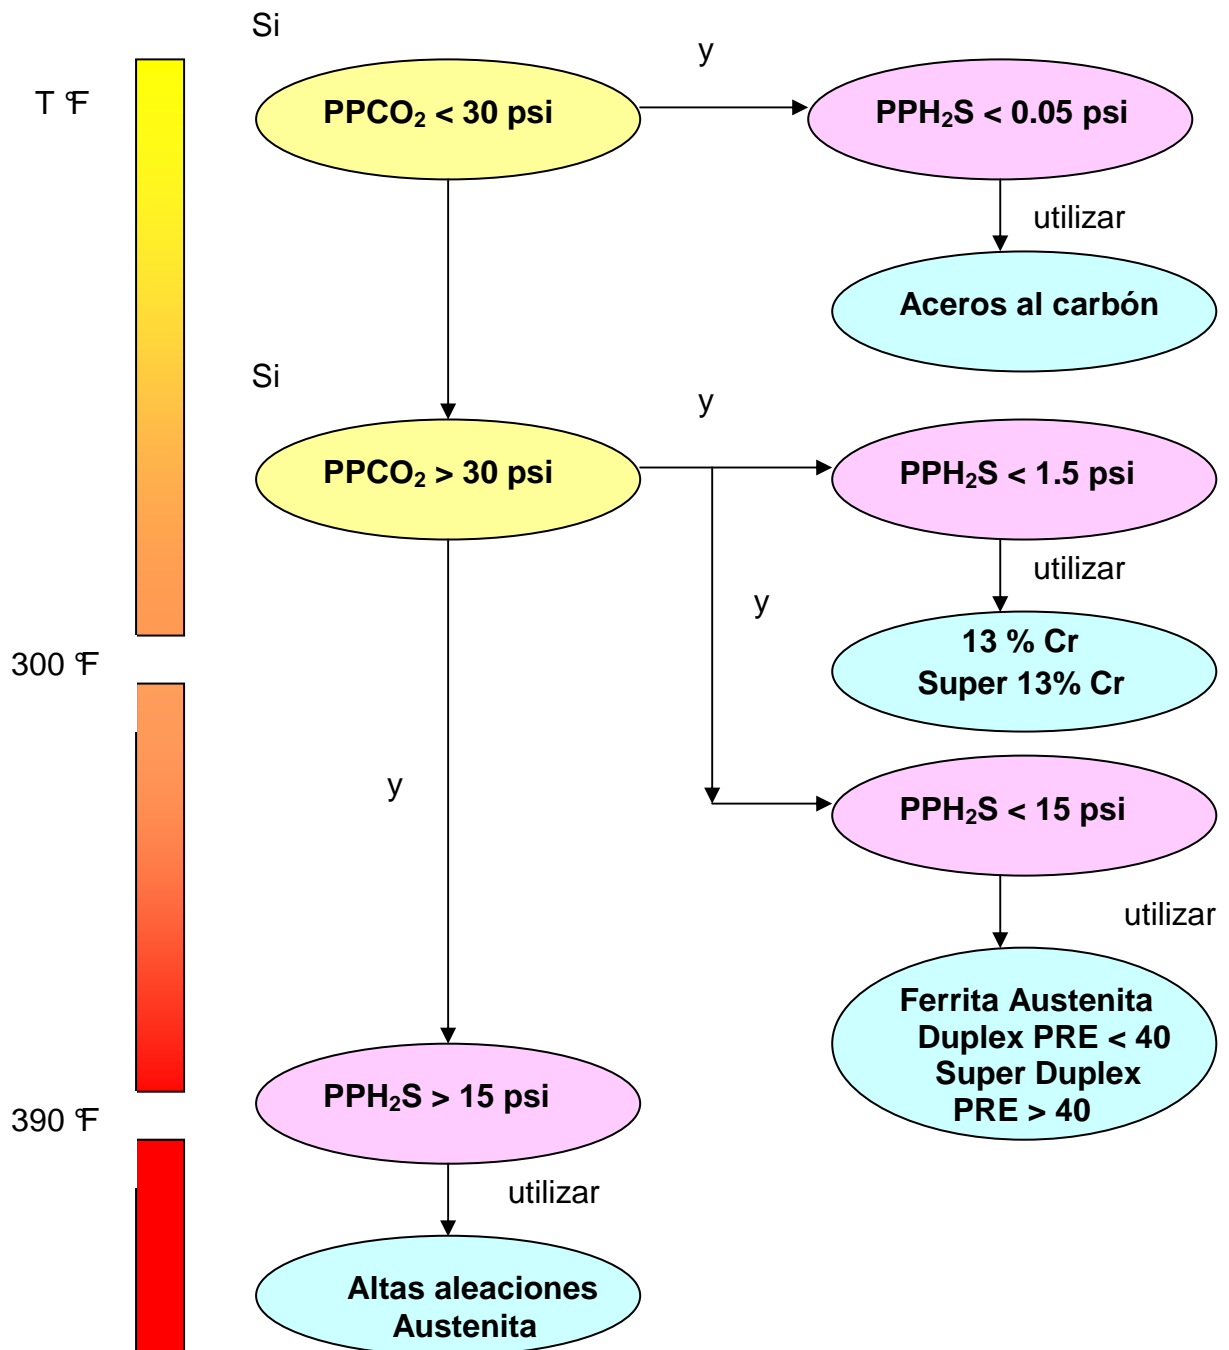 Si
y
T °F
PPCO₂ < 30 psi
PPH₂S < 0.05 psi
utilizar
Aceros al carbón
Si
y
PPCO₂ > 30 psi
PPH₂S < 1.5 psi
utilizar
y
13 % Cr
Super 13% Cr
300 °F
y
PPH₂S < 15 psi
utilizar
Ferrita Austenita
Duplex PRE < 40
Super Duplex
PRE > 40
PPH₂S > 15 psi
390 °F
utilizar
Altas aleaciones
Austenita